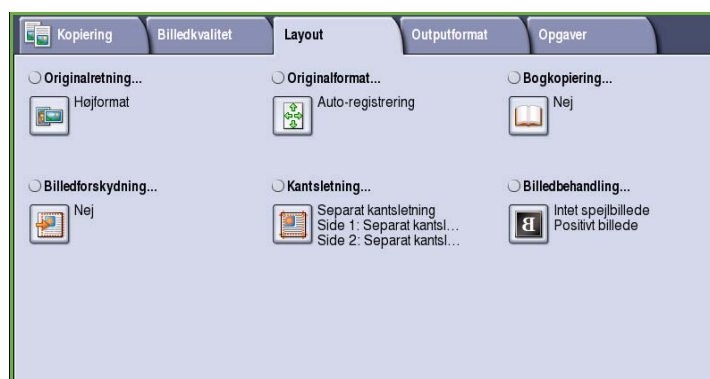 Kopiering
Billedkvalitet
Layout
Outputformat
Opgaver
Originalretning...
Højformat
Originalformat...
Auto-registrering
Bogkopiering...
Nej
Billedforskydning...
Nej
Kantsletning...
Separat kantsletning
Side 1: Separat kantsl...
Side 2: Separat kantsl...
Billedbehandling...
Intet spejlbillede
Positivt billede
B